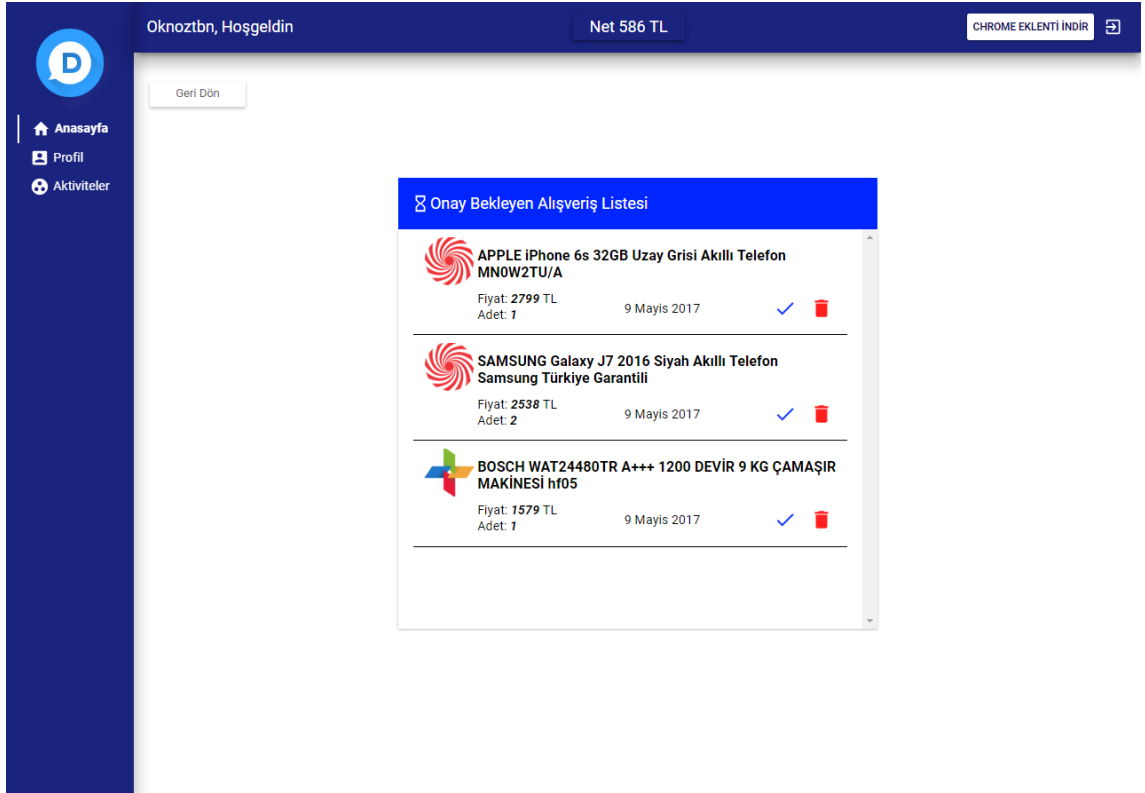 Oknoztbn, Hoşgeldin
Net 586 TL
CHROME EKLENTİ İNDİR
D
Anasayfa
Profil
Aktiviteler
Geri Dön
Onay Bekleyen Alışveriş Listesi
APPLE iPhone 6s 32GB Uzay Grisi Akıllı Telefon
MN0W2TU/A
Fiyat: 2799 TL
Adet: 1
9 Mayis 2017
SAMSUNG Galaxy J7 2016 Siyah Akıllı Telefon
Samsung Türkiye Garantili
Fiyat: 2538 TL
Adet: 2
9 Mayis 2017
BOSCH WAT24480TR A+++ 1200 DEVİR 9 KG ÇAMAŞIR
MAKİNESİ hf05
Fiyat: 1579 TL
Adet: 1
9 Mayis 2017